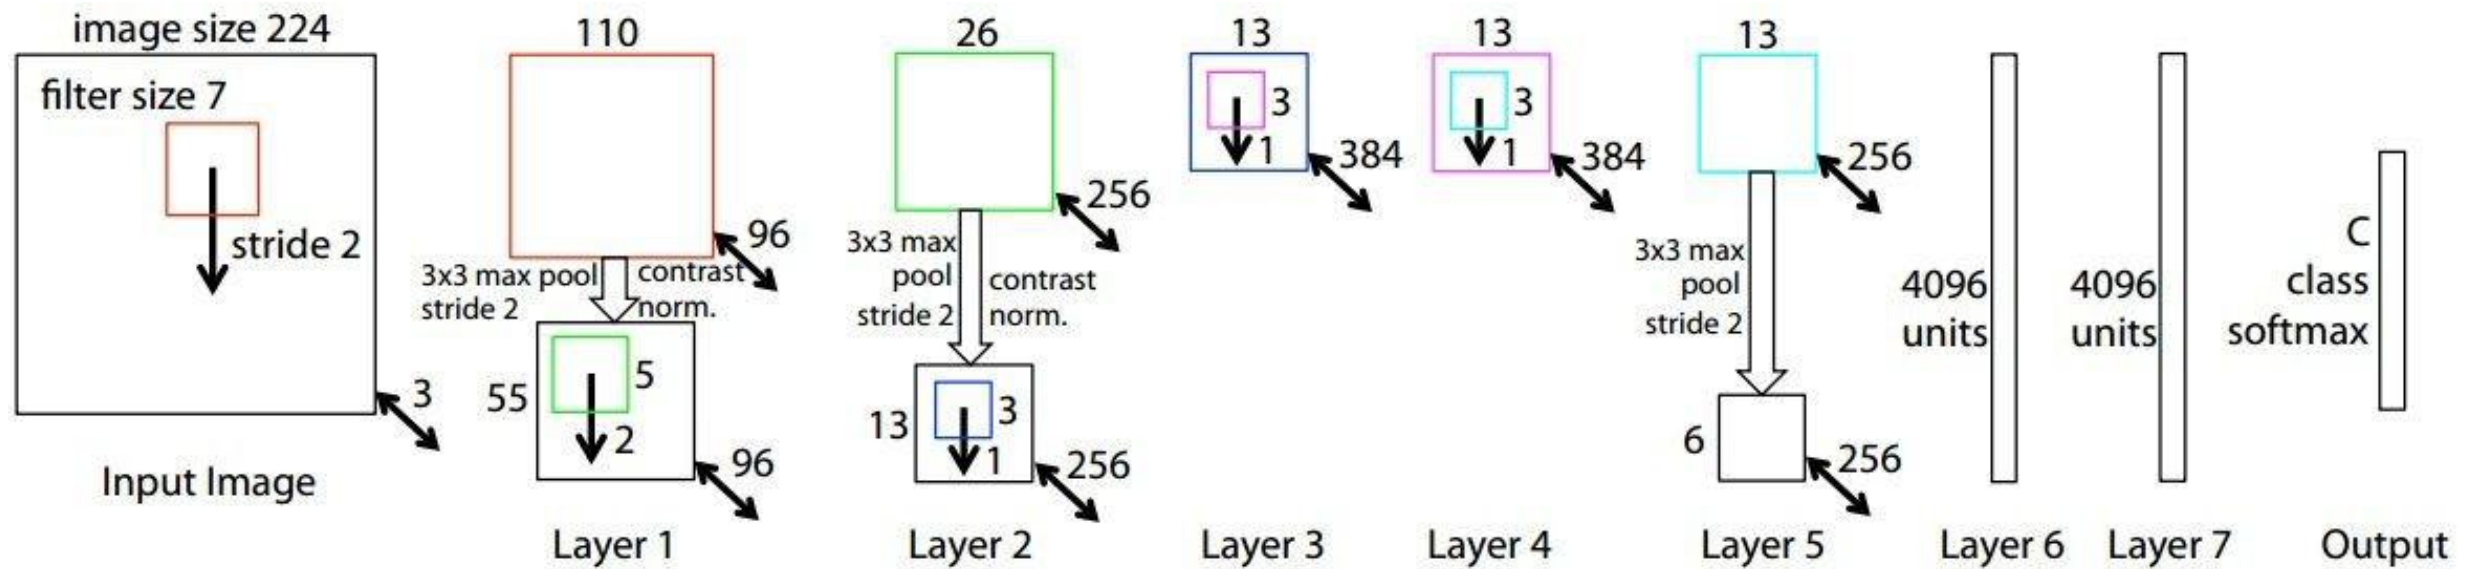 image size 224
filter size 7
stride 2
3
Input Image
110
96
3x3 max pool
stride 2
contrast
norm.
55
5
2
96
Layer 1
26
256
3x3 max
pool
stride 2
contrast
norm.
13
3
1
256
Layer 2
13
3
1
384
Layer 3
13
3
1
384
Layer 4
13
256
3x3 max
pool
stride 2
6
256
Layer 5
4096
units
Layer 6
4096
units
Layer 7
C
class
softmax
Output